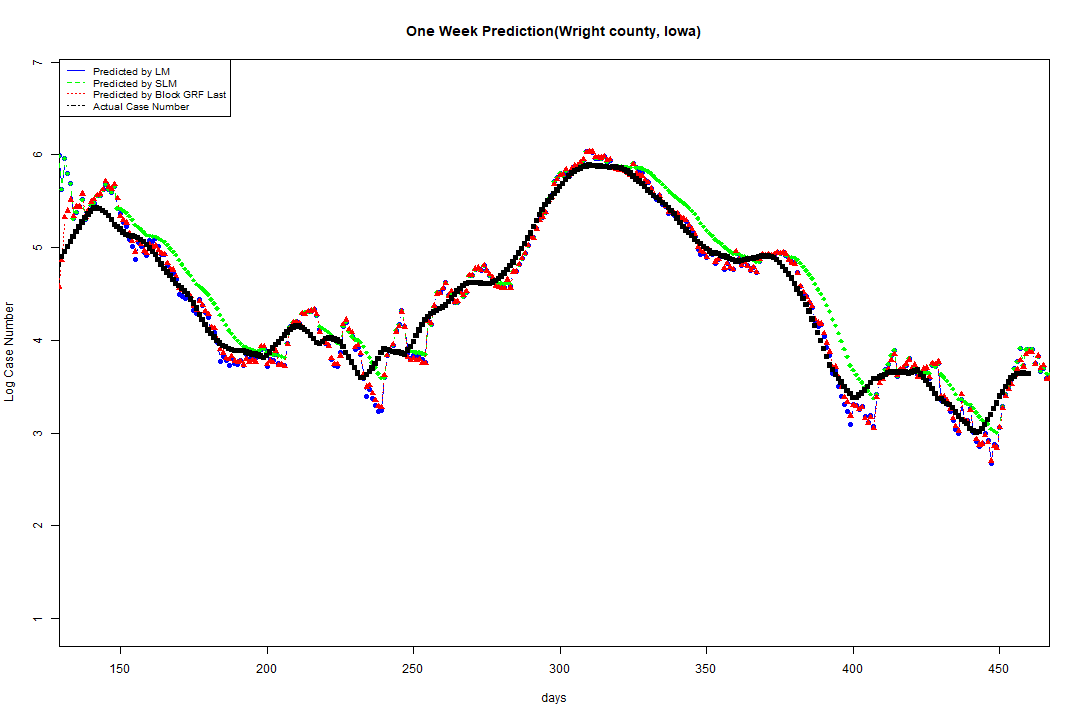 One Week Prediction(Wright county, Iowa)
Predicted by LM
Predicted by SLM
Predicted by Block GRF Last
Actual Case Number
7
6
5
4
3
2
1
Log Case Number
150 200 250 300 350 400 450
days